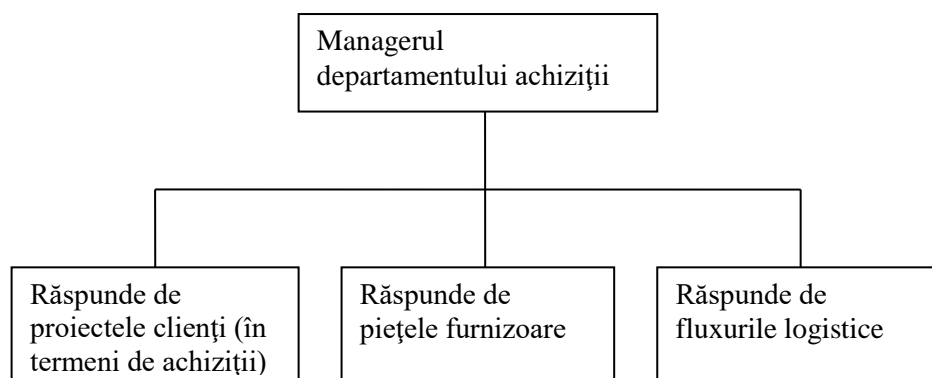 Managerul
departamentului achiziţii
Răspunde de
proiectele clienţi (în
termeni de achiziţii)
Răspunde de
pieţele furnizoare
Răspunde de
fluxurile logistice